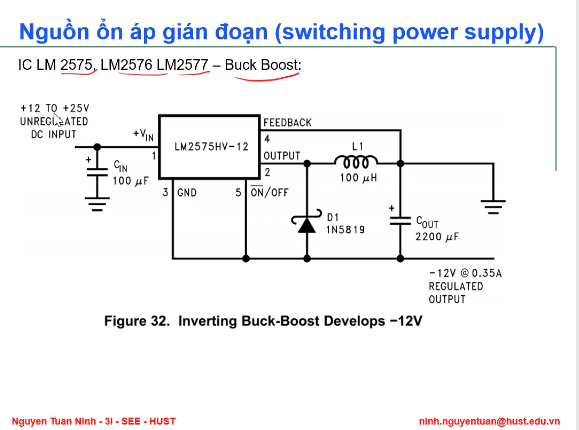 Nguồn ổn áp gián đoạn (switching power supply)
IC LM 2575, LM2576 LM2577 – Buck Boost:
+12 TO +25V
UNREGULATED
DC INPUT
+VIN
1
LM2575HV-12
FEEDBACK
4
OUTPUT
2
L1
100 μH
CIN
100 μF
3 GND
5 ON/OFF
D1
1N5819
COUT
2200 μF
−12V @ 0.35A
REGULATED
OUTPUT
Figure 32. Inverting Buck-Boost Develops −12V
Nguyen Tuan Ninh - 3I - SEE - HUST
ninh.nguyentuan@hust.edu.vn